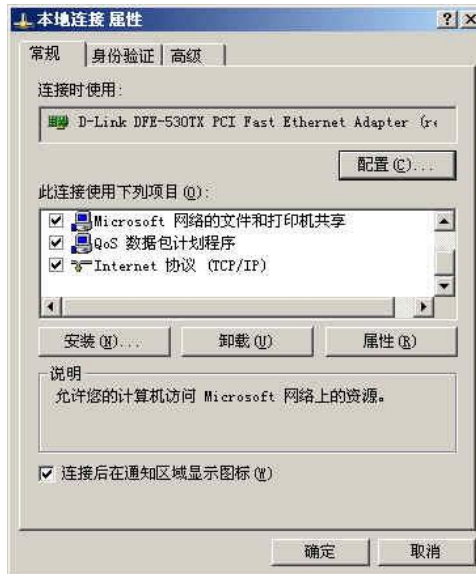 本地连接 属性
常规 身份验证 高级
连接时使用:
D-Link DFE-530TX PCI Fast Ethernet Adapter (re
配置(C)...
此连接使用下列项目(O):
Microsoft 网络的文件和打印机共享
QoS 数据包计划程序
Internet 协议 (TCP/IP)
安装(N)... 卸载(U) 属性(R)
说明
允许您的计算机访问 Microsoft 网络上的资源。
连接后在通知区域显示图标(W)
确定 取消